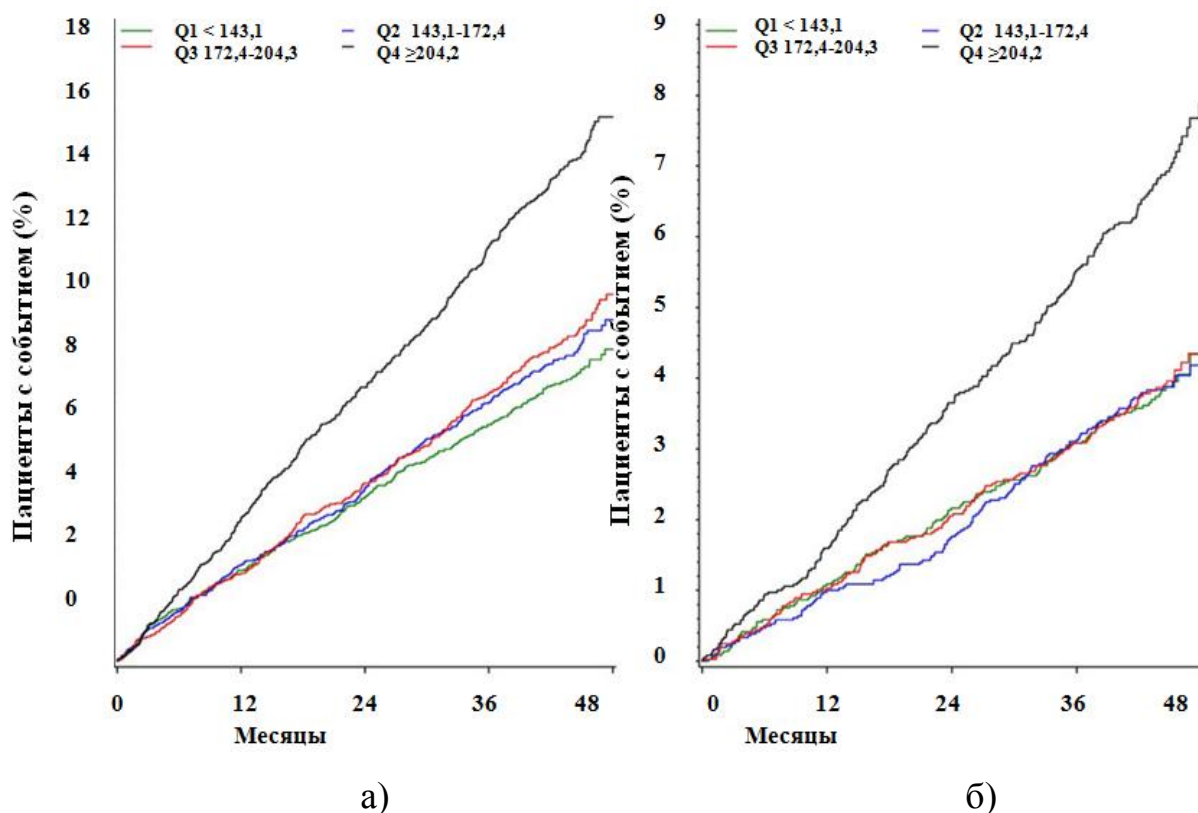 Q1 < 143,1 Q2 143,1-172,4
Q3 172,4-204,3 Q4 ≥204,2
18
16
14
12
10
8
6
4
2
0
Пациенты с событием (%)
0 12 24 36 48
Месяцы
а)
Q1 < 143,1 Q2 143,1-172,4
Q3 172,4-204,3 Q4 ≥204,2
9
8
7
6
5
4
3
2
1
0
Пациенты с событием (%)
0 12 24 36 48
Месяцы
б)